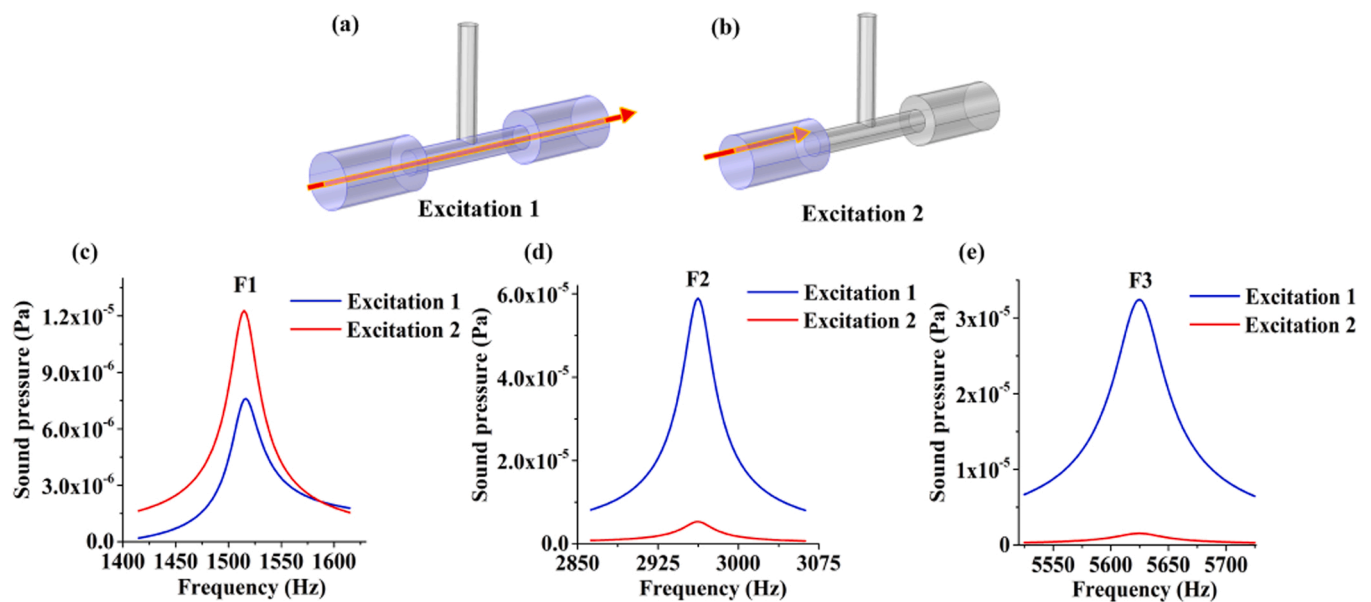 (a)
(b)
Excitation 1
Excitation 2
(c)
F1
Excitation 1
Excitation 2
1.2x10⁻⁵
9.0x10⁻⁶
6.0x10⁻⁶
3.0x10⁻⁶
0.0
Sound pressure (Pa)
1400 1450 1500 1550 1600
Frequency (Hz)
(d)
F2
Excitation 1
Excitation 2
6.0x10⁻⁵
4.0x10⁻⁵
2.0x10⁻⁵
0.0
Sound pressure (Pa)
2850 2925 3000 3075
Frequency (Hz)
(e)
F3
Excitation 1
Excitation 2
3x10⁻⁵
2x10⁻⁵
1x10⁻⁵
0
Sound pressure (Pa)
5550 5600 5650 5700
Frequency (Hz)